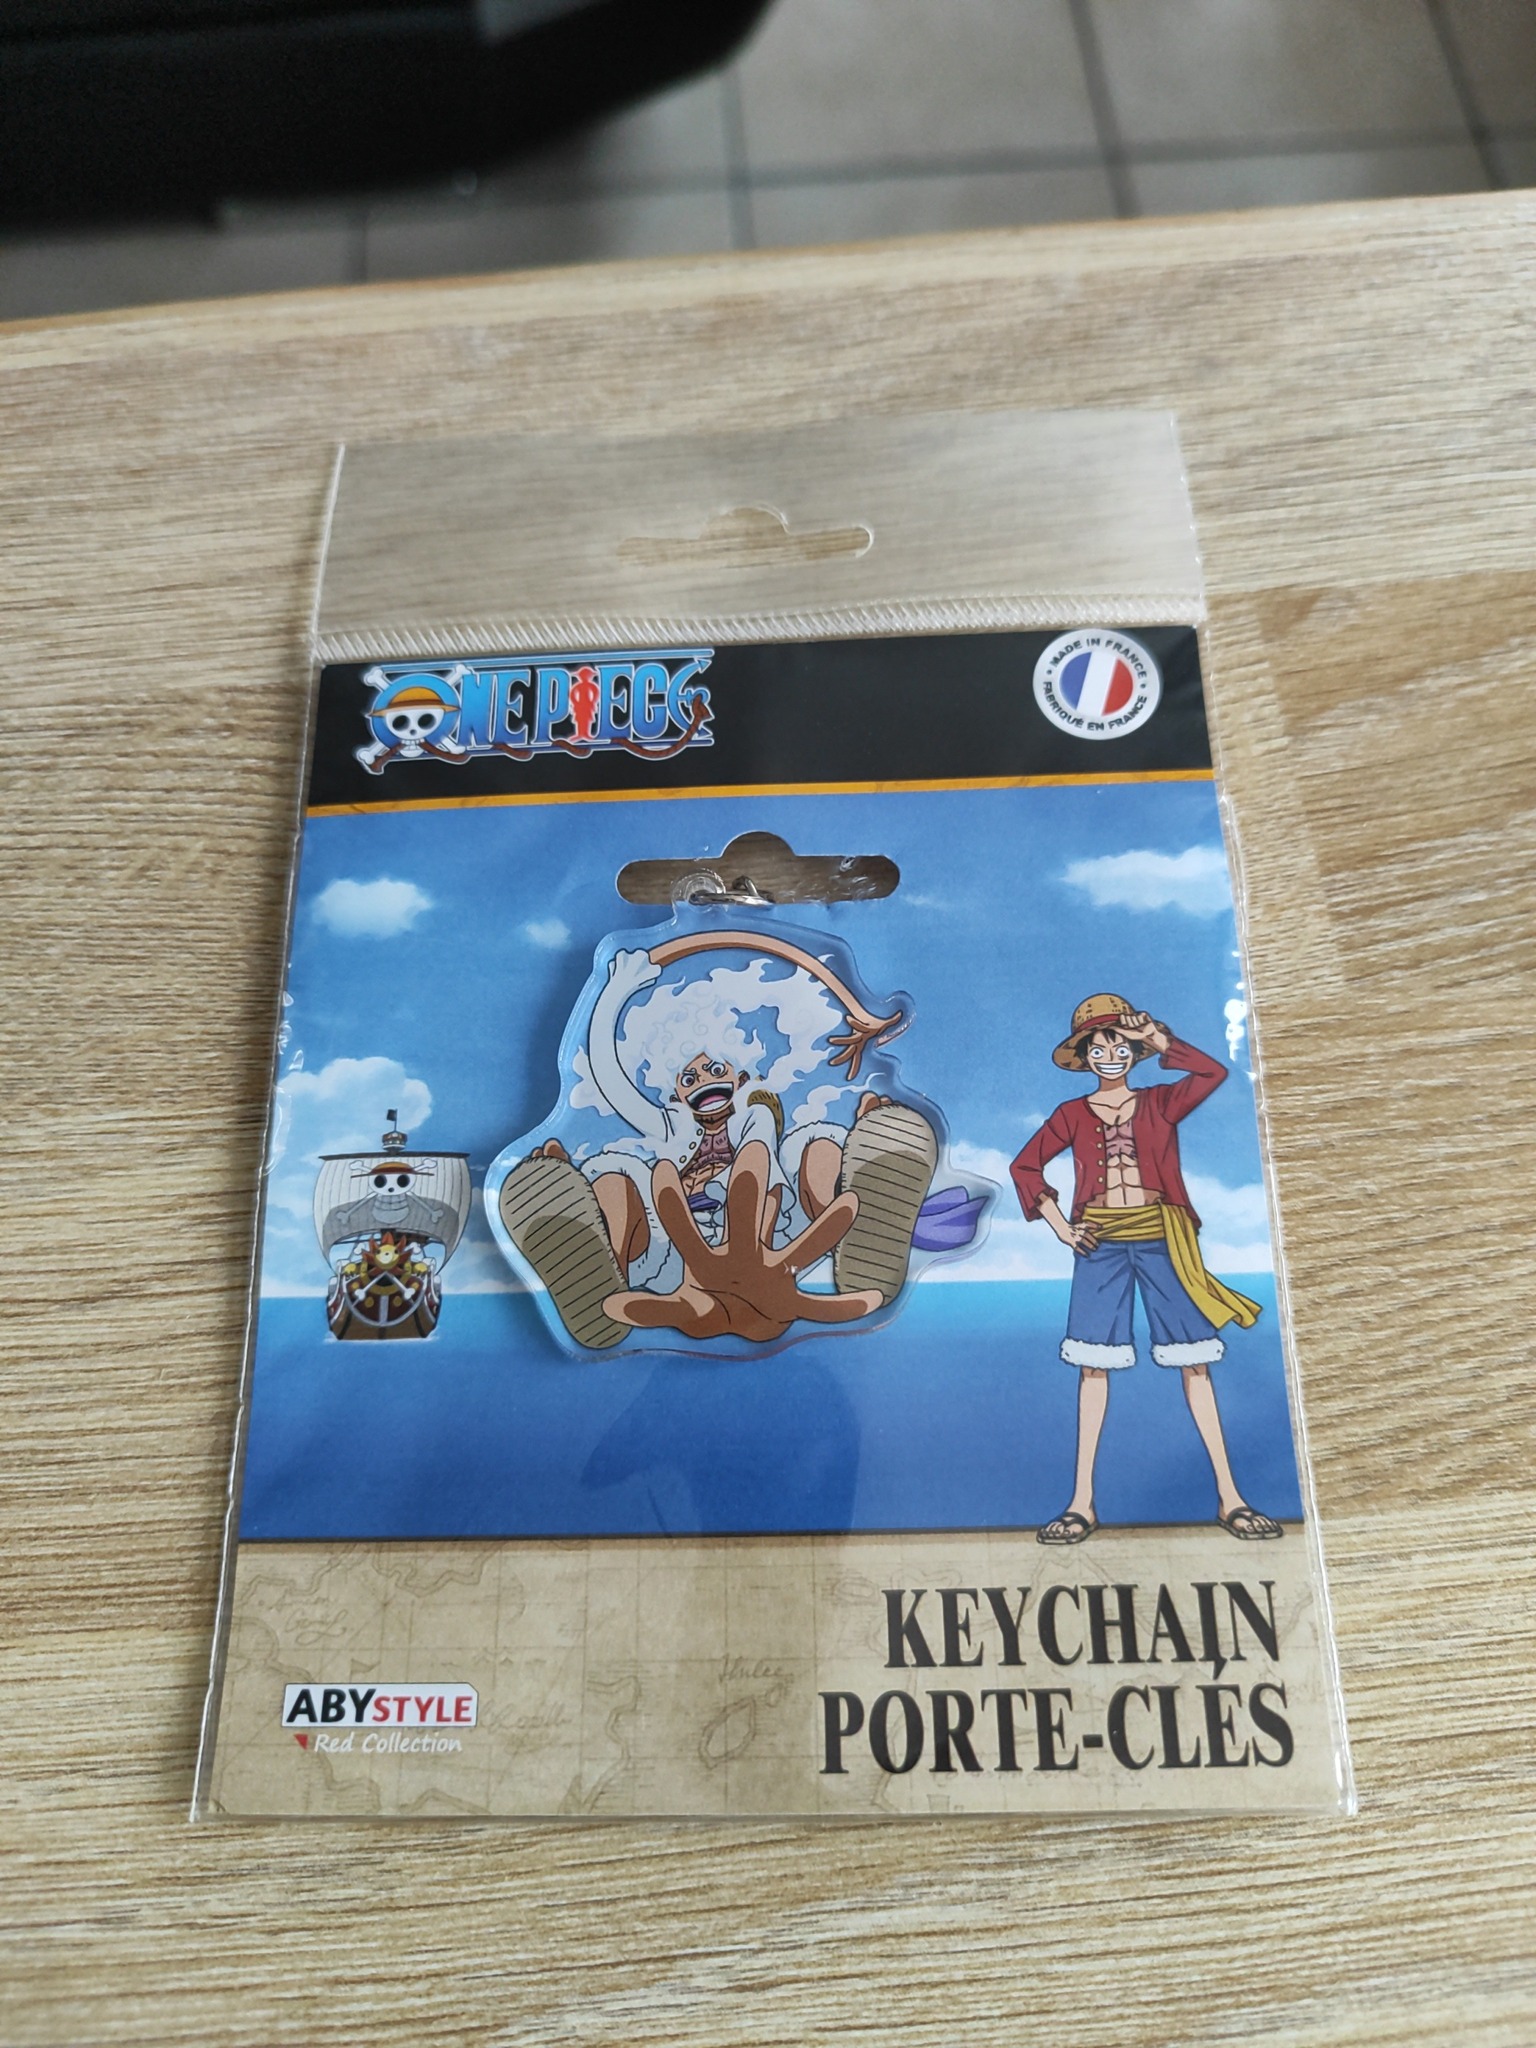 ONE PIECE
MADE IN FRANCE
FABRIQUÉ EN FRANCE
KEYCHAIN
PORTE-CLÉS
ABYSTYLE
Red Collection